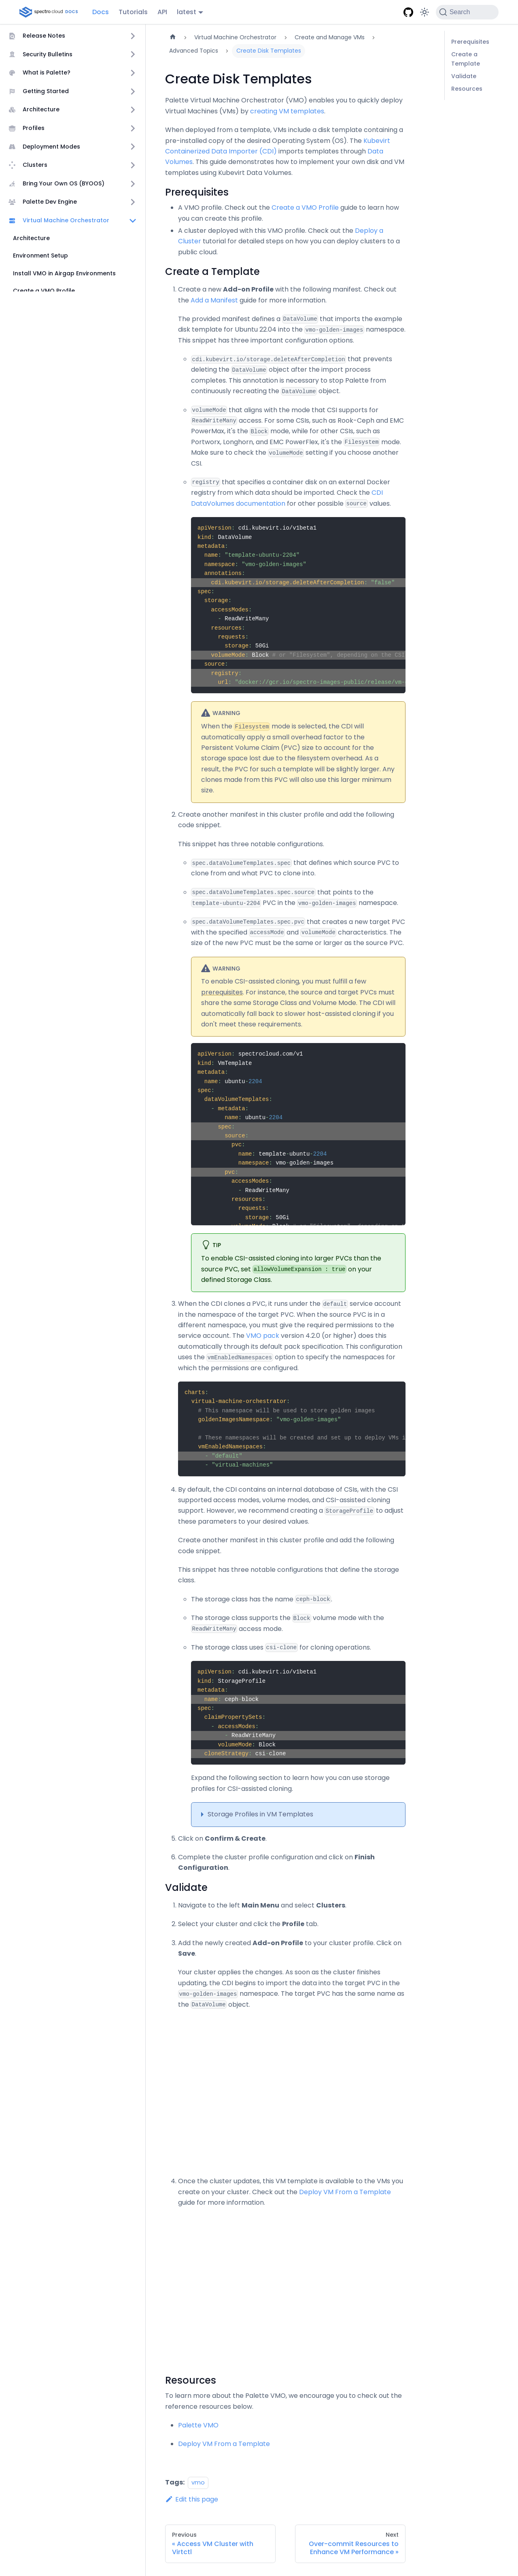 spectrocloud DOCS
Docs
Tutorials
API
latest
Search
Release Notes
Security Bulletins
What is Palette?
Getting Started
Architecture
Profiles
Deployment Modes
Clusters
Bring Your Own OS (BYOOS)
Palette Dev Engine
Virtual Machine Orchestrator
Architecture
Environment Setup
Install VMO in Airgap Environments
Create a VMO Profile
Virtual Machine Orchestrator
Create and Manage VMs
Advanced Topics
Create Disk Templates
Prerequisites
Create a
Template
Validate
Resources
Create Disk Templates
Palette Virtual Machine Orchestrator (VMO) enables you to quickly deploy
Virtual Machines (VMs) by creating VM templates.
When deployed from a template, VMs include a disk template containing a
pre-installed copy of the desired Operating System (OS). The Kubevirt
Containerized Data Importer (CDI) imports templates through Data
Volumes. This guide demonstrates how to implement your own disk and VM
templates using Kubevirt Data Volumes.
Prerequisites
• A VMO profile. Check out the Create a VMO Profile guide to learn how
you can create this profile.
• A cluster deployed with this VMO profile. Check out the Deploy a
Cluster tutorial for detailed steps on how you can deploy clusters to a
public cloud.
Create a Template
1. Create a new Add-on Profile with the following manifest. Check out
the Add a Manifest guide for more information.
The provided manifest defines a DataVolume that imports the example
disk template for Ubuntu 22.04 into the vmo-golden-images namespace.
This has three important configuration options.
cdi.kubevirt.io/storage.deleteAfterCompletion that prevents
deleting the DataVolume object after the import process
completes. This annotation is necessary to stop Palette from
continuously recreating the DataVolume object.
volumeMode that aligns with the mode that CSI supports for
ReadWriteMany access. For some CSIs, such as Rook-Ceph and EMC
PowerMax, it's the Block mode, while for other CSIs, such as
Portworx, Longhorn, and EMC PowerFlex, it's the Filesystem mode.
Make sure to check the volumeMode setting if you choose another
CSI.
registry that specifies a container disk on an external Docker
registry from which data should be imported. Check the CDI
DataVolumes documentation for other possible source values.
apiVersion: cdi.kubevirt.io/v1beta1
kind: DataVolume
metadata:
name: "template-ubuntu-2204"
namespace: "vmo-golden-images"
annotations:
cdi.kubevirt.io/storage.deleteAfterCompletion: "false"
spec:
storage:
accessModes:
- ReadWriteMany
resources:
requests:
storage: 50Gi
volumeMode: Block # or "Filesystem", depending on the CSI
source:
registry:
url: "docker://gcr.io/spectro-images-public/release/vm-
WARNING
When the Filesystem mode is selected, the CDI will
automatically apply a small overhead factor to the
Persistent Volume Claim (PVC) size to account for the
storage space lost due to the filesystem overhead. As a
result, the PVC for such a template will be slightly larger. Any
clones made from this PVC will also use this larger minimum
size.
2. Create another manifest in this cluster profile and add the following
code snippet.
This snippet has three notable configurations.
spec.dataVolumeTemplates.spec that defines which source PVC to
clone from and what PVC to clone into.
spec.dataVolumeTemplates.spec.source that points to the
template-ubuntu-2204 PVC in the vmo-golden-images namespace.
spec.dataVolumeTemplates.spec.pvc that creates a new target PVC
with the specified accessMode and volumeMode characteristics. The
size of the new PVC must be the same or larger as the source PVC.
WARNING
To enable CSI-assisted cloning, you must fulfill a few
prerequisites. For instance, the source and target PVCs must
share the same Storage Class and Volume Mode. The CDI will
automatically fall back to slower host-assisted cloning if you
don't meet these requirements.
apiVersion: spectrocloud.com/v1
kind: VmTemplate
metadata:
name: ubuntu-2204
spec:
dataVolumeTemplates:
- metadata:
name: ubuntu-2204
spec:
source:
pvc:
name: template-ubuntu-2204
namespace: vmo-golden-images
pvc:
accessModes:
- ReadWriteMany
resources:
requests:
storage: 50Gi
TIP
To enable CSI-assisted cloning into larger PVCs than the
source PVC, set allowVolumeExpansion : true on your
defined Storage Class.
3. When the CDI clones a PVC, it runs under the default service account
in the namespace of the target PVC. When the source PVC is in a
different namespace, you must give the required permissions to the
service account. The VMO pack version 4.2.0 (or higher) does this
automatically through its default pack specification. This configuration
uses the vmEnabledNamespaces option to specify the namespaces for
which the permissions are configured.
charts:
virtual-machine-orchestrator:
# This namespace will be used to store golden images
goldenImagesNamespace: "vmo-golden-images"
# These namespaces will be created and set up to deploy VMs i
vmEnabledNamespaces:
- "default"
- "virtual-machines"
4. By default, the CDI contains an internal database of CSIs, with the CSI
supported access modes, volume modes, and CSI-assisted cloning
support. However, we recommend creating a StorageProfile to adjust
these parameters to your desired values.
Create another manifest in this cluster profile and add the following
code snippet.
This snippet has three notable configurations that define the storage
class.
The storage class has the name ceph-block.
The storage class supports the Block volume mode with the
ReadWriteMany access mode.
The storage class uses csi-clone for cloning operations.
apiVersion: cdi.kubevirt.io/v1beta1
kind: StorageProfile
metadata:
name: ceph-block
spec:
claimPropertySets:
- accessModes:
- ReadWriteMany
volumeMode: Block
cloneStrategy: csi-clone
Expand the following section to learn how you can use storage
profiles for CSI-assisted cloning.
Storage Profiles in VM Templates
5. Click on Confirm & Create.
6. Complete the cluster profile configuration and click on Finish
Configuration.
Validate
1. Navigate to the left Main Menu and select Clusters.
2. Select your cluster and click the Profile tab.
3. Add the newly created Add-on Profile to your cluster profile. Click on
Save.
Your cluster applies the changes. As soon as the cluster finishes
updating, the CDI begins to import the data into the target PVC in the
vmo-golden-images namespace. The target PVC has the same name as
the DataVolume object.
4. Once the cluster updates, this VM template is available to the VMs you
create on your cluster. Check out the Deploy VM From a Template
guide for more information.
Resources
To learn more about the Palette VMO, we encourage you to check out the
reference resources below.
• Palette VMO
• Deploy VM From a Template
Tags: vmo
Edit this page
Previous
« Access VM Cluster with
Virtctl
Next
Over-commit Resources to
Enhance VM Performance »